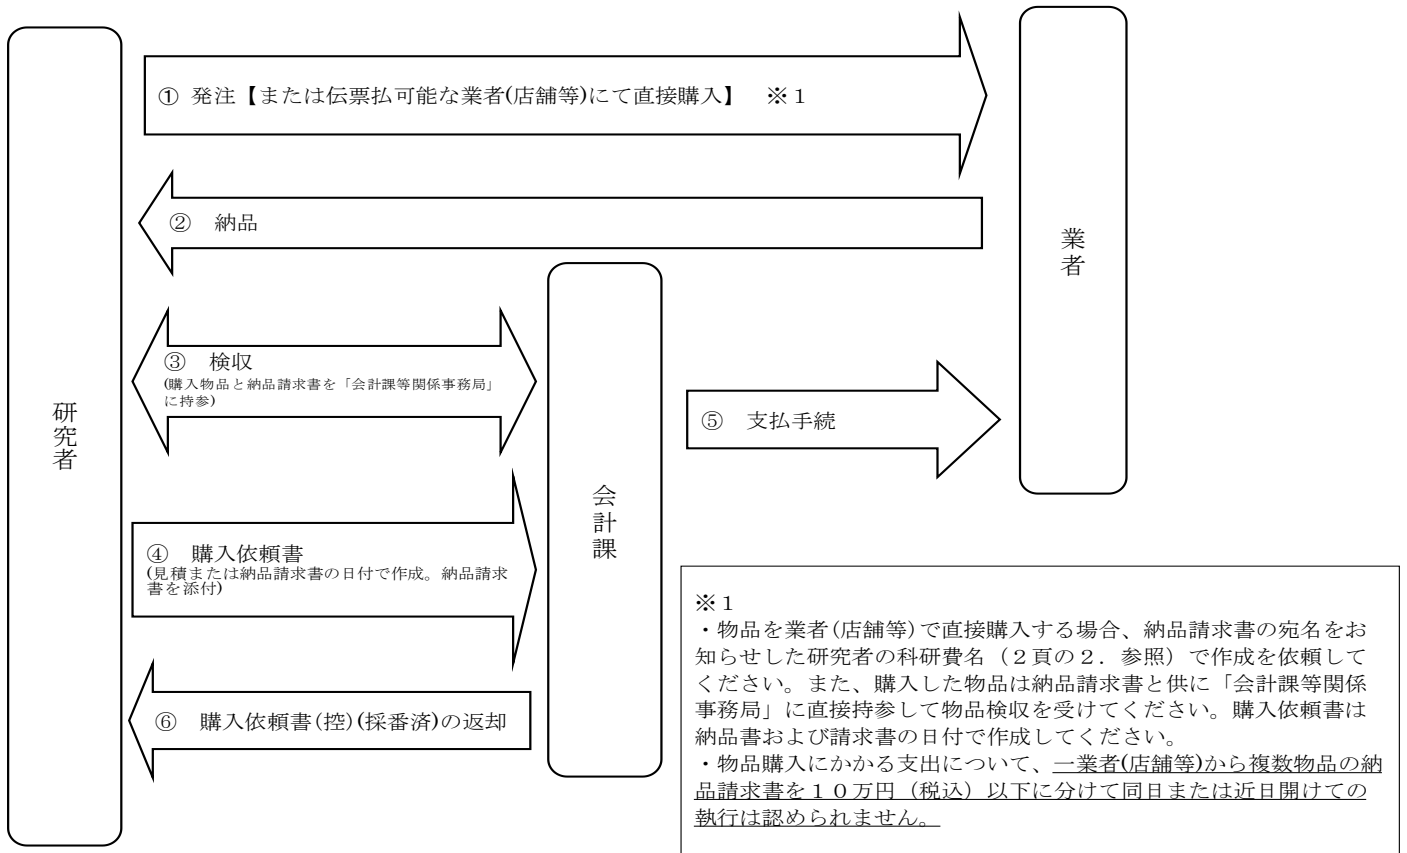 ① 発注【または伝票払可能な業者(店舗等)にて直接購入】 ※１
② 納品
業者
③ 検収
(購入物品と納品請求書を「会計課等関係事務局」
に持参)
⑤ 支払手続
研究者
会計課
④ 購入依頼書
(見積または納品請求書の日付で作成。納品請求
書を添付)
⑥ 購入依頼書(控)(採番済)の返却
※１
・物品を業者(店舗等)で直接購入する場合、納品請求書の宛名をお
知らせした研究者の科研費名（２頁の２．参照）で作成を依頼して
ください。また、購入した物品は納品請求書と供に「会計課等関係
事務局」に直接持参して物品検収を受けてください。購入依頼書は
納品書および請求書の日付で作成してください。
・物品購入にかかる支出について、一業者(店舗等)から複数物品の納
品請求書を１０万円（税込）以下に分けて同日または近日開けての
執行は認められません。